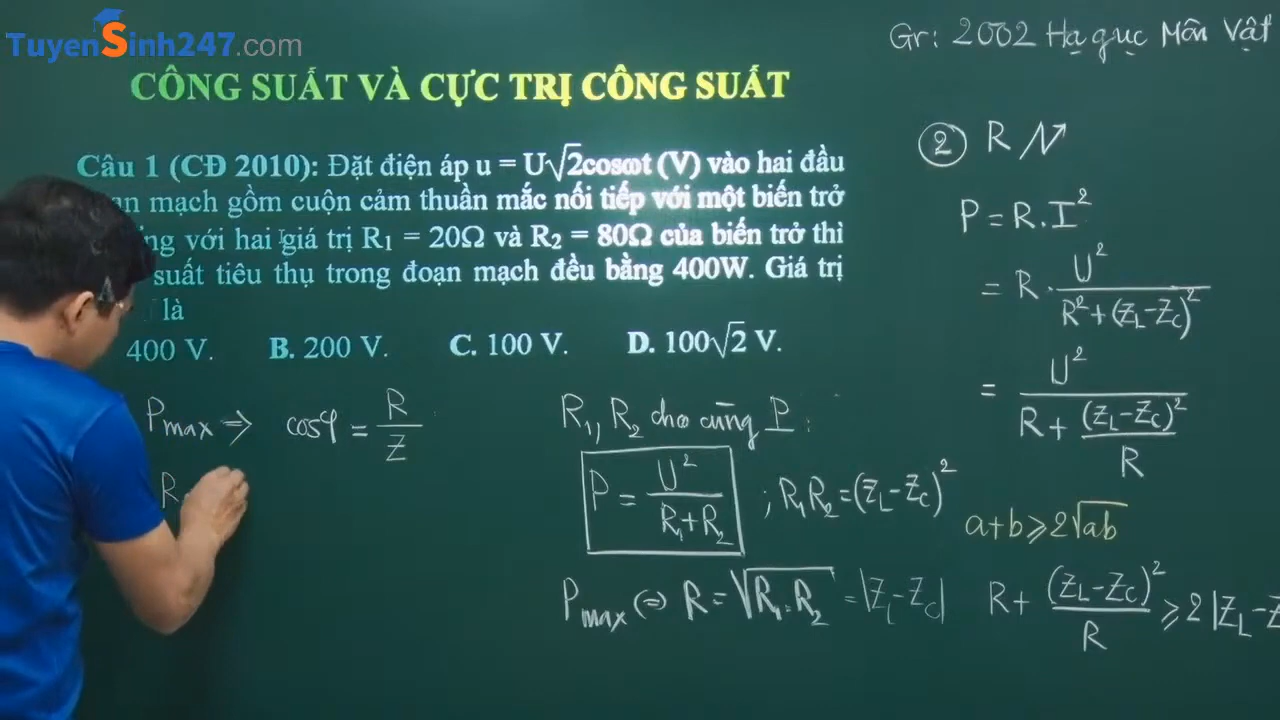 TuyenSinh247.com
Gr: 2002 Hạ gục Môn Vật
CÔNG SUẤT VÀ CỰC TRỊ CÔNG SUẤT
Câu 1 (CĐ 2010): Đặt điện áp u = U√2cosωt (V) vào hai đầu
mạch gồm cuộn cảm thuần mắc nối tiếp với một biến trở
với hai giá trị R₁ = 20Ω và R₂ = 80Ω của biến trở thì
suất tiêu thụ trong đoạn mạch đều bằng 400W. Giá trị
là
400 V. B. 200 V. C. 100 V. D. 100√2 V.
Pmax ⇒ cosφ = R/Z
R
R₁, R₂ cho cùng P:
P = U²/(R₁+R₂) ; R₁R₂ = (Z_L-Z_C)²
Pmax ⇔ R = √(R₁.R₂) = |Z_L-Z_C|
② R
P = R.I²
= R.U²/(R²+(Z_L-Z_C)²)
= U²/(R+(Z_L-Z_C)²/R)
a+b ≥ 2√ab
R+(Z_L-Z_C)²/R ≥ 2|Z_L-Z